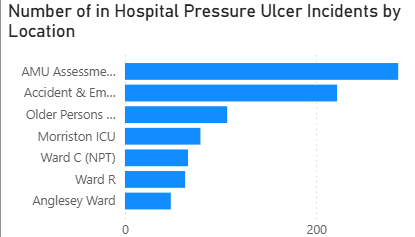 Number of in Hospital Pressure Ulcer Incidents by
Location
AMU Assessme...
Accident & Em...
Older Persons ...
Morriston ICU
Ward C (NPT)
Ward R
Anglesey Ward
0 200